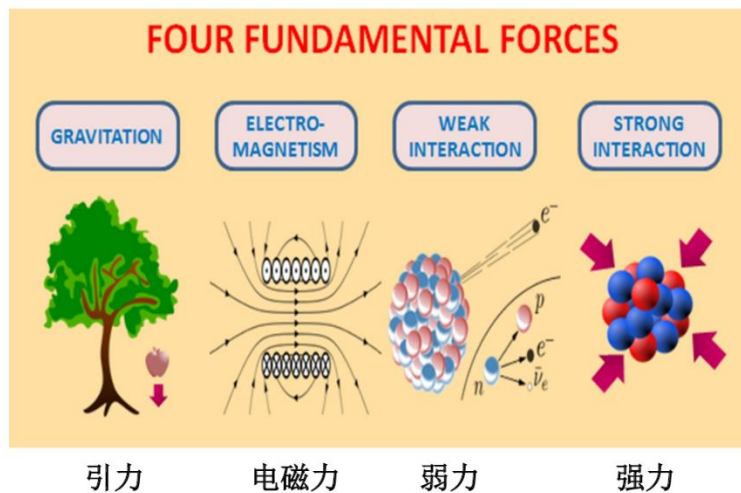 FOUR FUNDAMENTAL FORCES
GRAVITATION
ELECTRO-
MAGNETISM
WEAK
INTERACTION
STRONG
INTERACTION
e⁻
p
e⁻
n
ν̄ₑ
引力
电磁力
弱力
强力